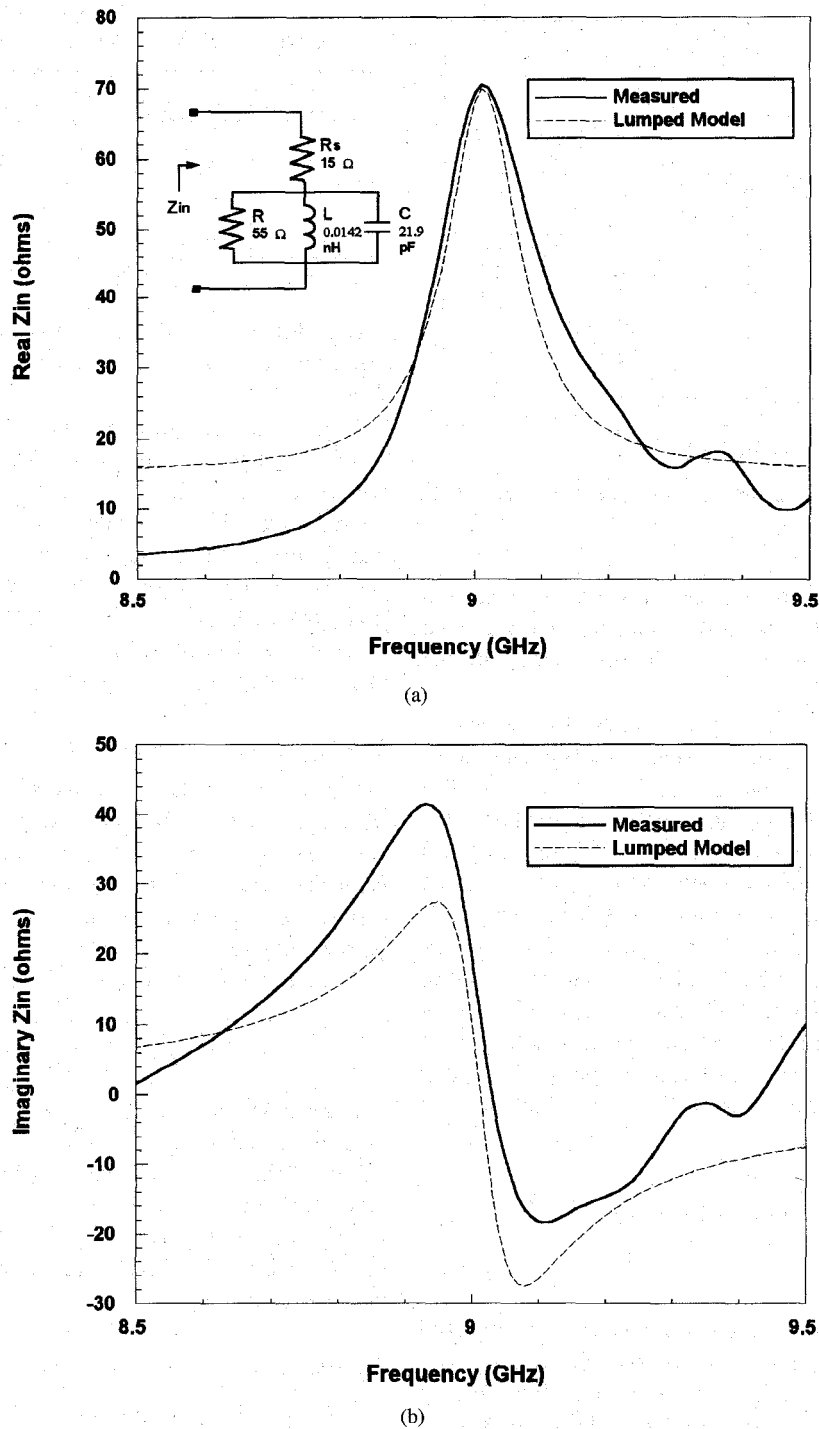 80
70
60
50
40
30
20
10
0
Real Zin (ohms)
Measured
Lumped Model
Rs
15 Ω
Zin
R
55 Ω
L
0.0142
nH
C
21.9
pF
8.5
9
9.5
Frequency (GHz)
(a)
50
40
30
20
10
0
-10
-20
-30
Imaginary Zin (ohms)
Measured
Lumped Model
8.5
9
9.5
Frequency (GHz)
(b)